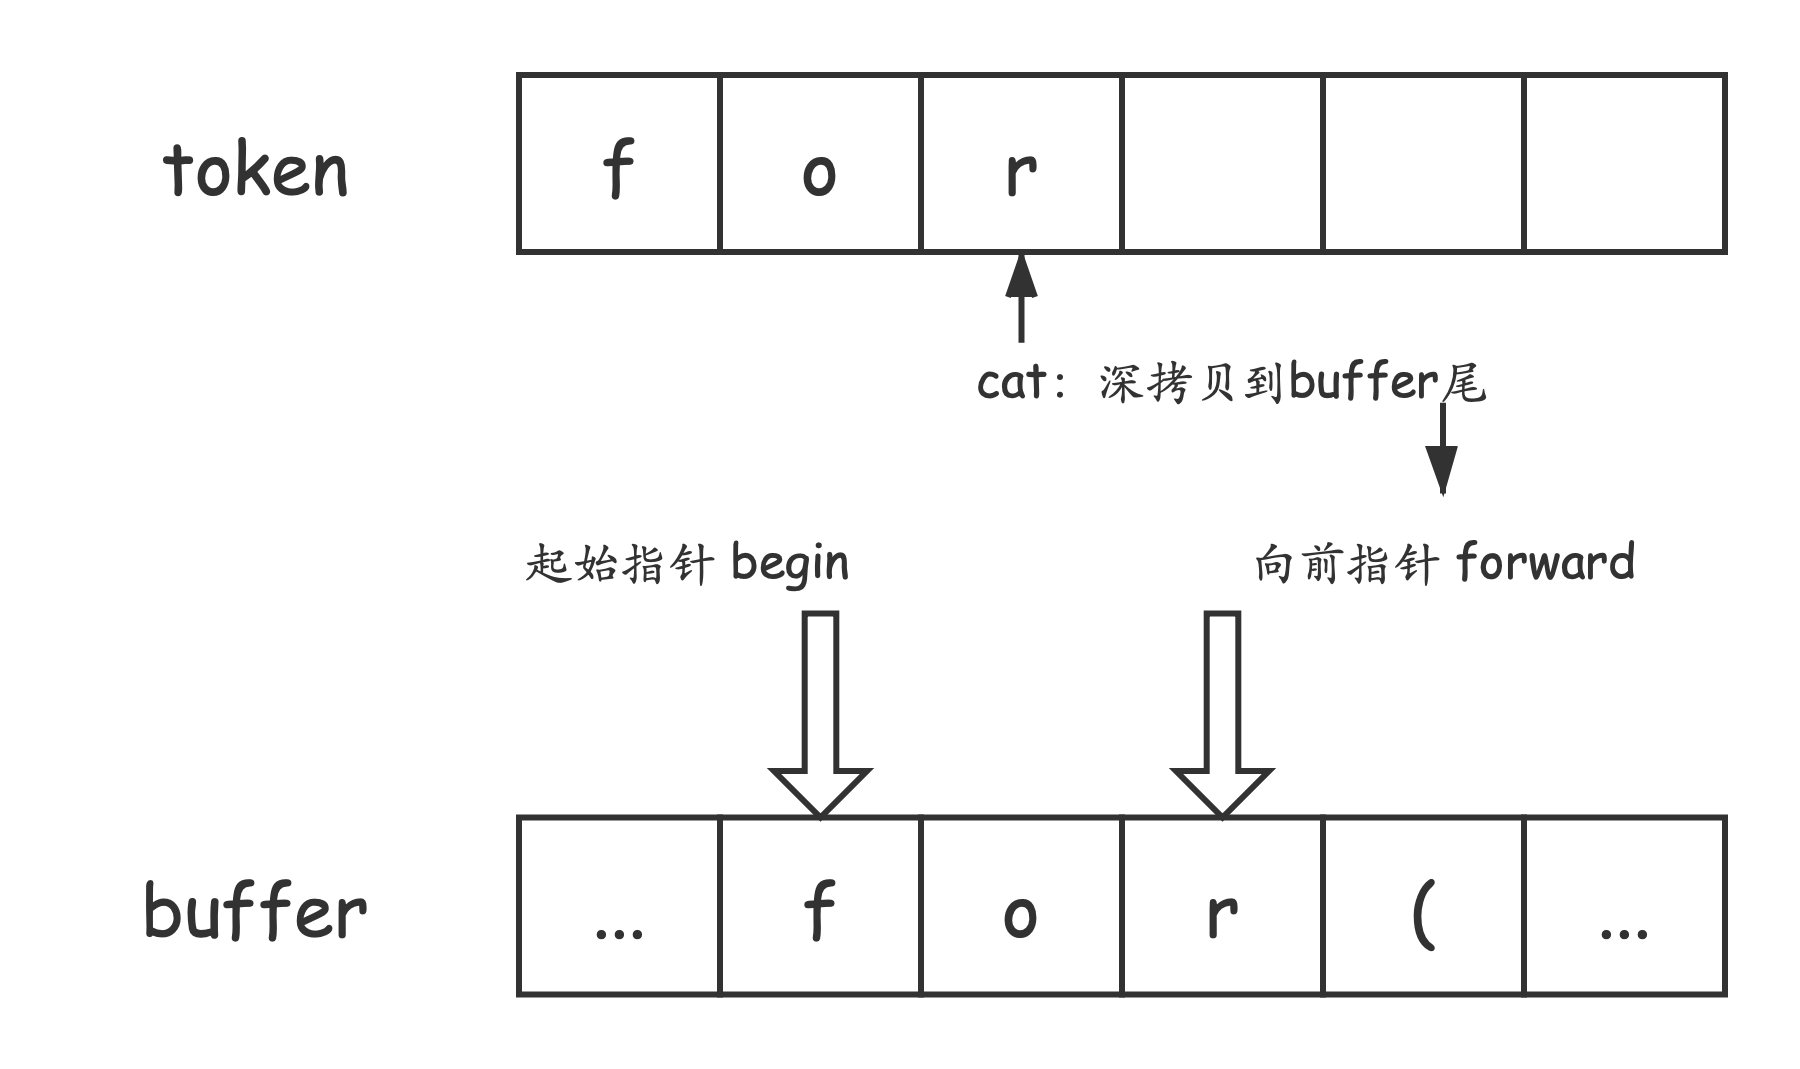 token f o r
cat：深拷贝到buffer尾
起始指针 begin 向前指针 forward
buffer ... f o r ( ...